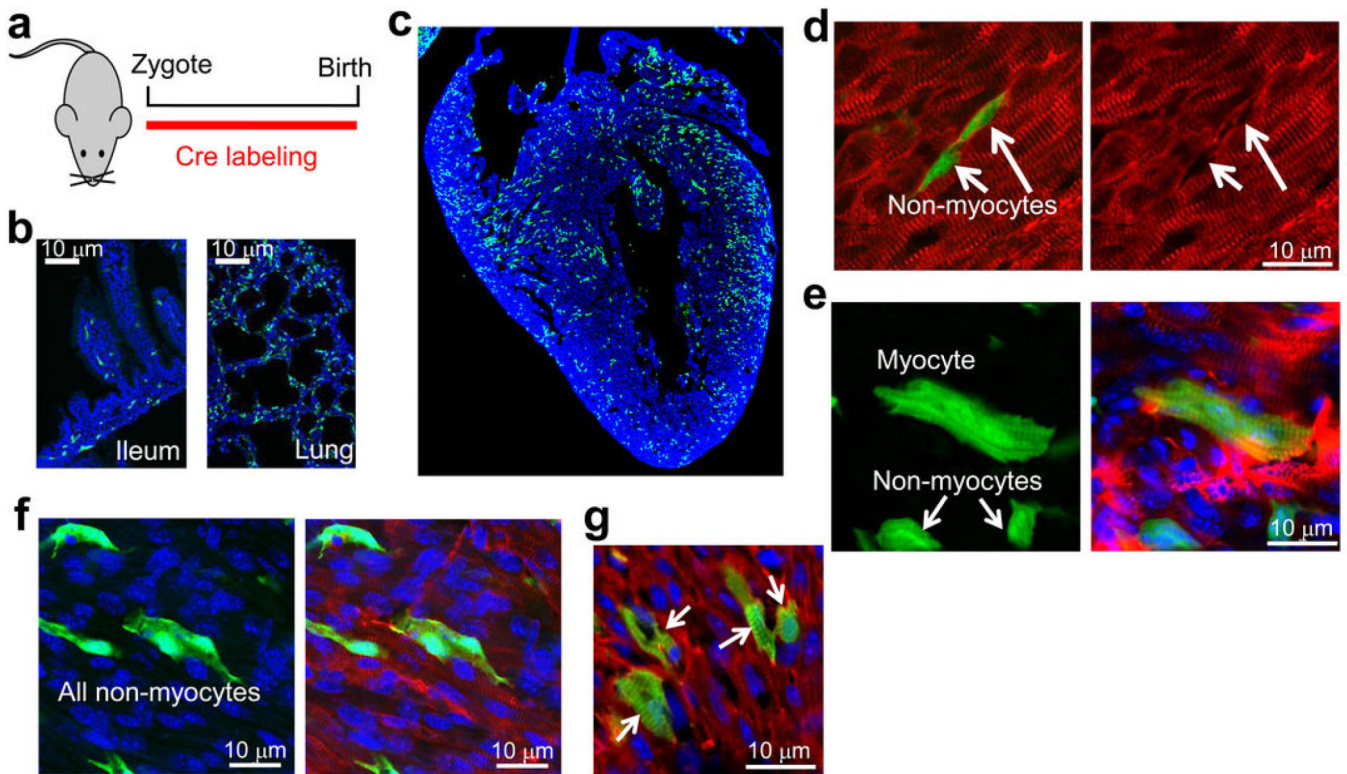 a
Zygote
Birth
Cre labeling
b
10 μm
Ileum
10 μm
Lung
c
d
Non-myocytes
10 μm
e
Myocyte
Non-myocytes
10 μm
f
All non-myocytes
10 μm
10 μm
g
10 μm